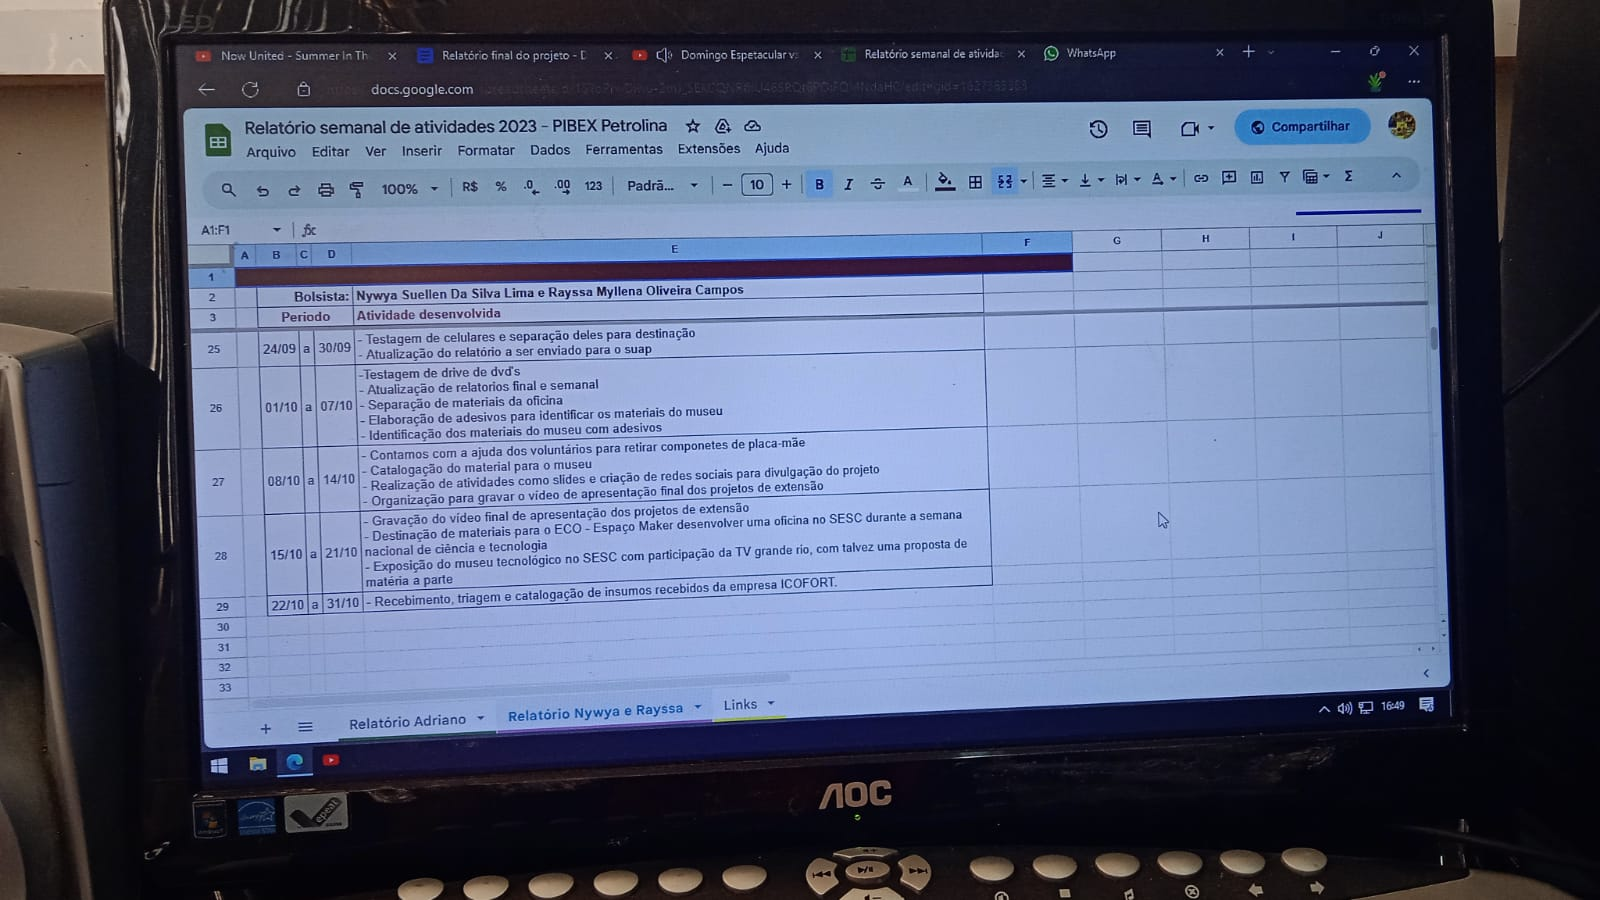 LED
Now United - Summer In Th
Relatório final do projeto - D
Domingo Espetacular v
Relatório semanal de ativida
WhatsApp
docs.google.com
Relatório semanal de atividades 2023 - PIBEX Petrolina
Compartilhar
Arquivo Editar Ver Inserir Formatar Dados Ferramentas Extensões Ajuda
100% R$ % .0 .00 123 Padrã... − 10 + B I A Σ
A1:F1 fx
A B C D E F G H I J
1
2 Bolsista: Nywya Suellen Da Silva Lima e Rayssa Myllena Oliveira Campos
3 Periodo Atividade desenvolvida
25 24/09 a 30/09 - Testagem de celulares e separação deles para destinação
- Atualização do relatório a ser enviado para o suap
26 01/10 a 07/10 -Testagem de drive de dvd's
- Atualização de relatorios final e semanal
- Separação de materiais da oficina
- Elaboração de adesivos para identificar os materiais do museu
- Identificação dos materiais do museu com adesivos
27 08/10 a 14/10 - Contamos com a ajuda dos voluntários para retirar componetes de placa-mãe
- Catalogação do material para o museu
- Realização de atividades como slides e criação de redes sociais para divulgação do projeto
- Organização para gravar o vídeo de apresentação final dos projetos de extensão
28 15/10 a 21/10 - Gravação do vídeo final de apresentação dos projetos de extensão
- Destinação de materiais para o ECO - Espaço Maker desenvolver uma oficina no SESC durante a semana
nacional de ciência e tecnologia
- Exposição do museu tecnológico no SESC com participação da TV grande rio, com talvez uma proposta de
matéria a parte
29 22/10 a 31/10 - Recebimento, triagem e catalogação de insumos recebidos da empresa ICOFORT.
30
31
32
33
Relatório Adriano Relatório Nywya e Rayssa Links
16:49
AOC
epeat